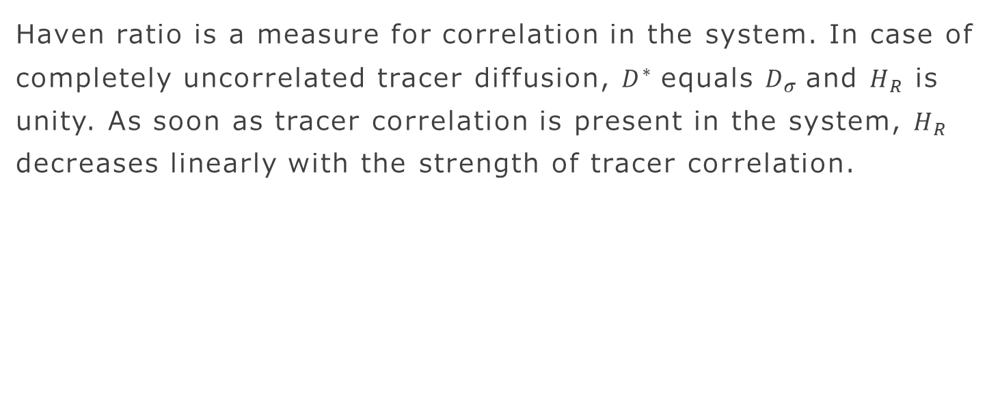 Haven ratio is a measure for correlation in the system. In case of
completely uncorrelated tracer diffusion, D* equals D_σ and H_R is
unity. As soon as tracer correlation is present in the system, H_R
decreases linearly with the strength of tracer correlation.